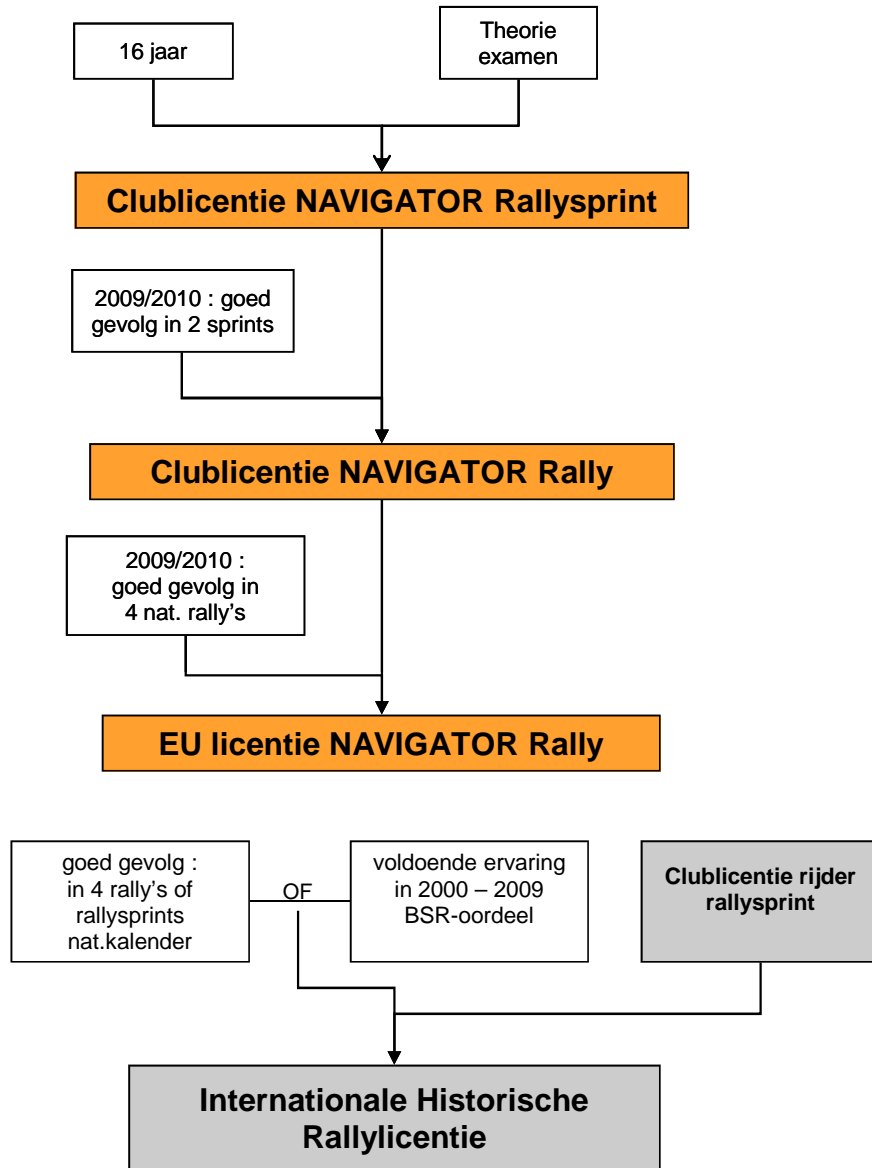 16 jaar
Theorie
examen
Clublicentie NAVIGATOR Rallysprint
2009/2010 : goed
gevolg in 2 sprints
Clublicentie NAVIGATOR Rally
2009/2010 :
goed gevolg in
4 nat. rally's
EU licentie NAVIGATOR Rally
goed gevolg :
in 4 rally's of
rallysprints
nat.kalender
OF
voldoende ervaring
in 2000 – 2009
BSR-oordeel
Clublicentie rijder
rallysprint
Internationale Historische
Rallylicentie